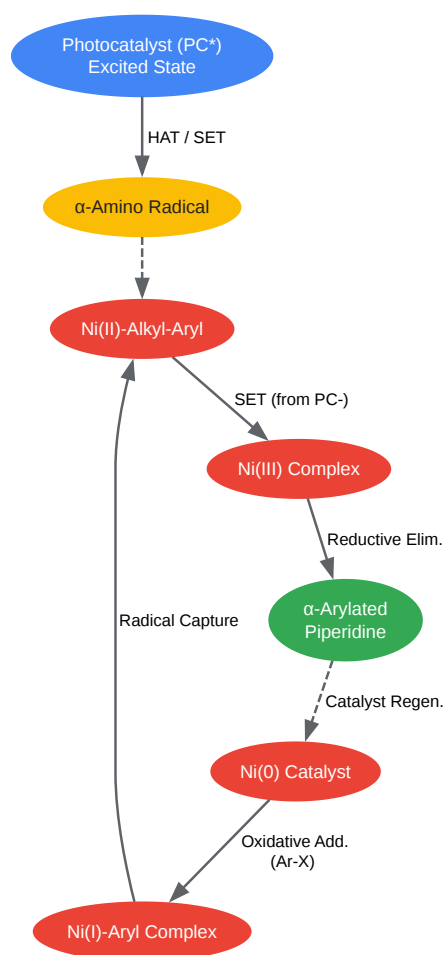 Photocatalyst (PC*)
Excited State
HAT / SET
α-Amino Radical
Ni(II)-Alkyl-Aryl
SET (from PC-)
Ni(III) Complex
Reductive Elim.
α-Arylated
Piperidine
Radical Capture
Catalyst Regen.
Ni(0) Catalyst
Oxidative Add.
(Ar-X)
Ni(I)-Aryl Complex